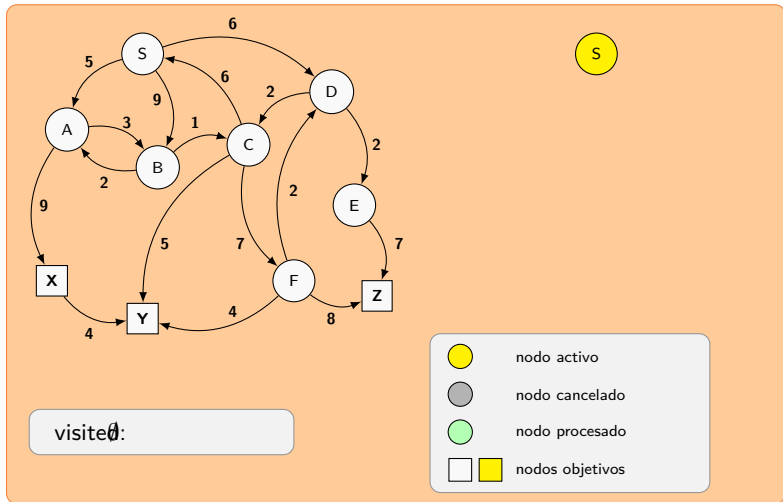 6
S
S
5
6
D
9
2
A
3
1
C
B
2
2
2
E
9
5
7
7
X
F
Z
4
Y
4
8
nodo activo
nodo cancelado
nodo procesado
visited: ∅
nodos objetivos